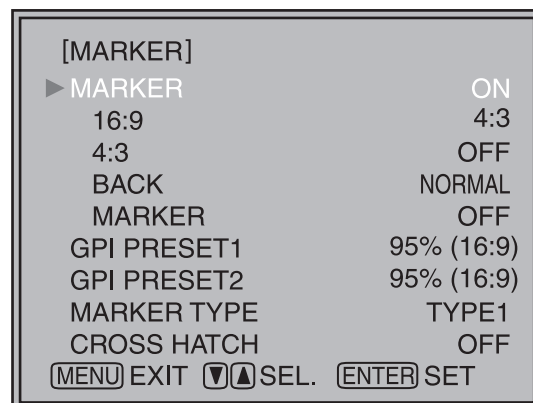 [MARKER]
MARKER ON
16:9 4:3
4:3 OFF
BACK NORMAL
MARKER OFF
GPI PRESET1 95% (16:9)
GPI PRESET2 95% (16:9)
MARKER TYPE TYPE1
CROSS HATCH OFF
MENU EXIT ▼▲ SEL. ENTER SET